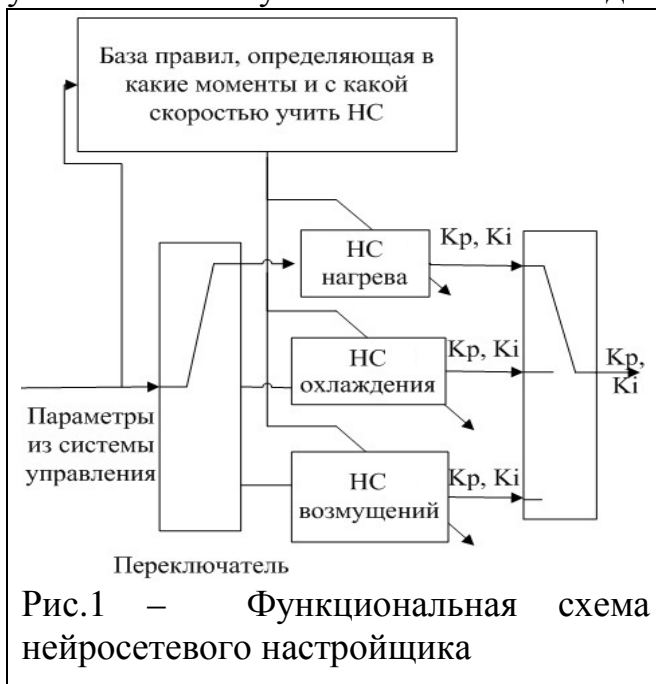 База правил, определяющая в
какие моменты и с какой
скоростью учить НС
НС
нагрева
Kp, Ki
НС
охлаждения
Kp, Ki
Kp,
Ki
Параметры
из системы
управления
НС
возмущений
Kp, Ki
Переключатель
Рис.1 – Функциональная схема
нейросетевого настройщика